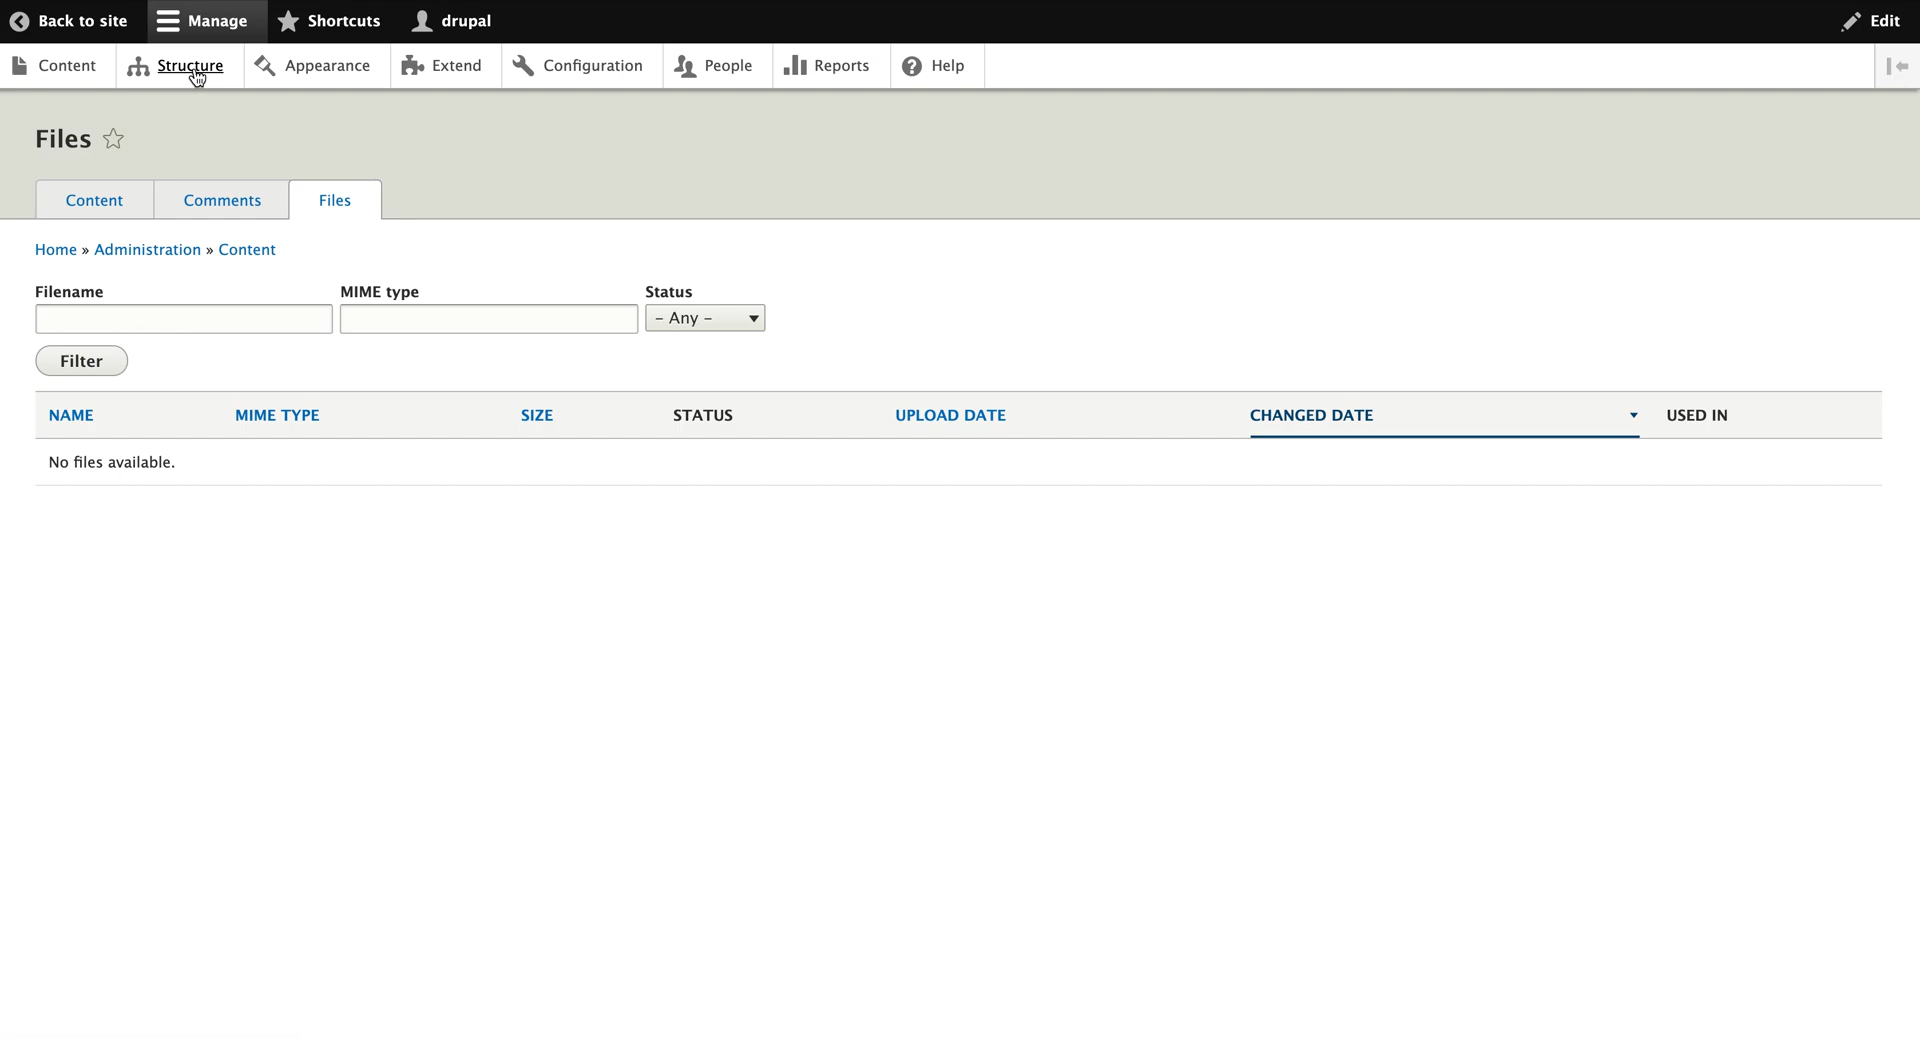 Back to site Manage Shortcuts drupal Edit
Content Structure Appearance Extend Configuration People Reports Help
Files
Content Comments Files
Home » Administration » Content
Filename MIME type Status
– Any –
Filter
NAME MIME TYPE SIZE STATUS UPLOAD DATE CHANGED DATE USED IN
No files available.